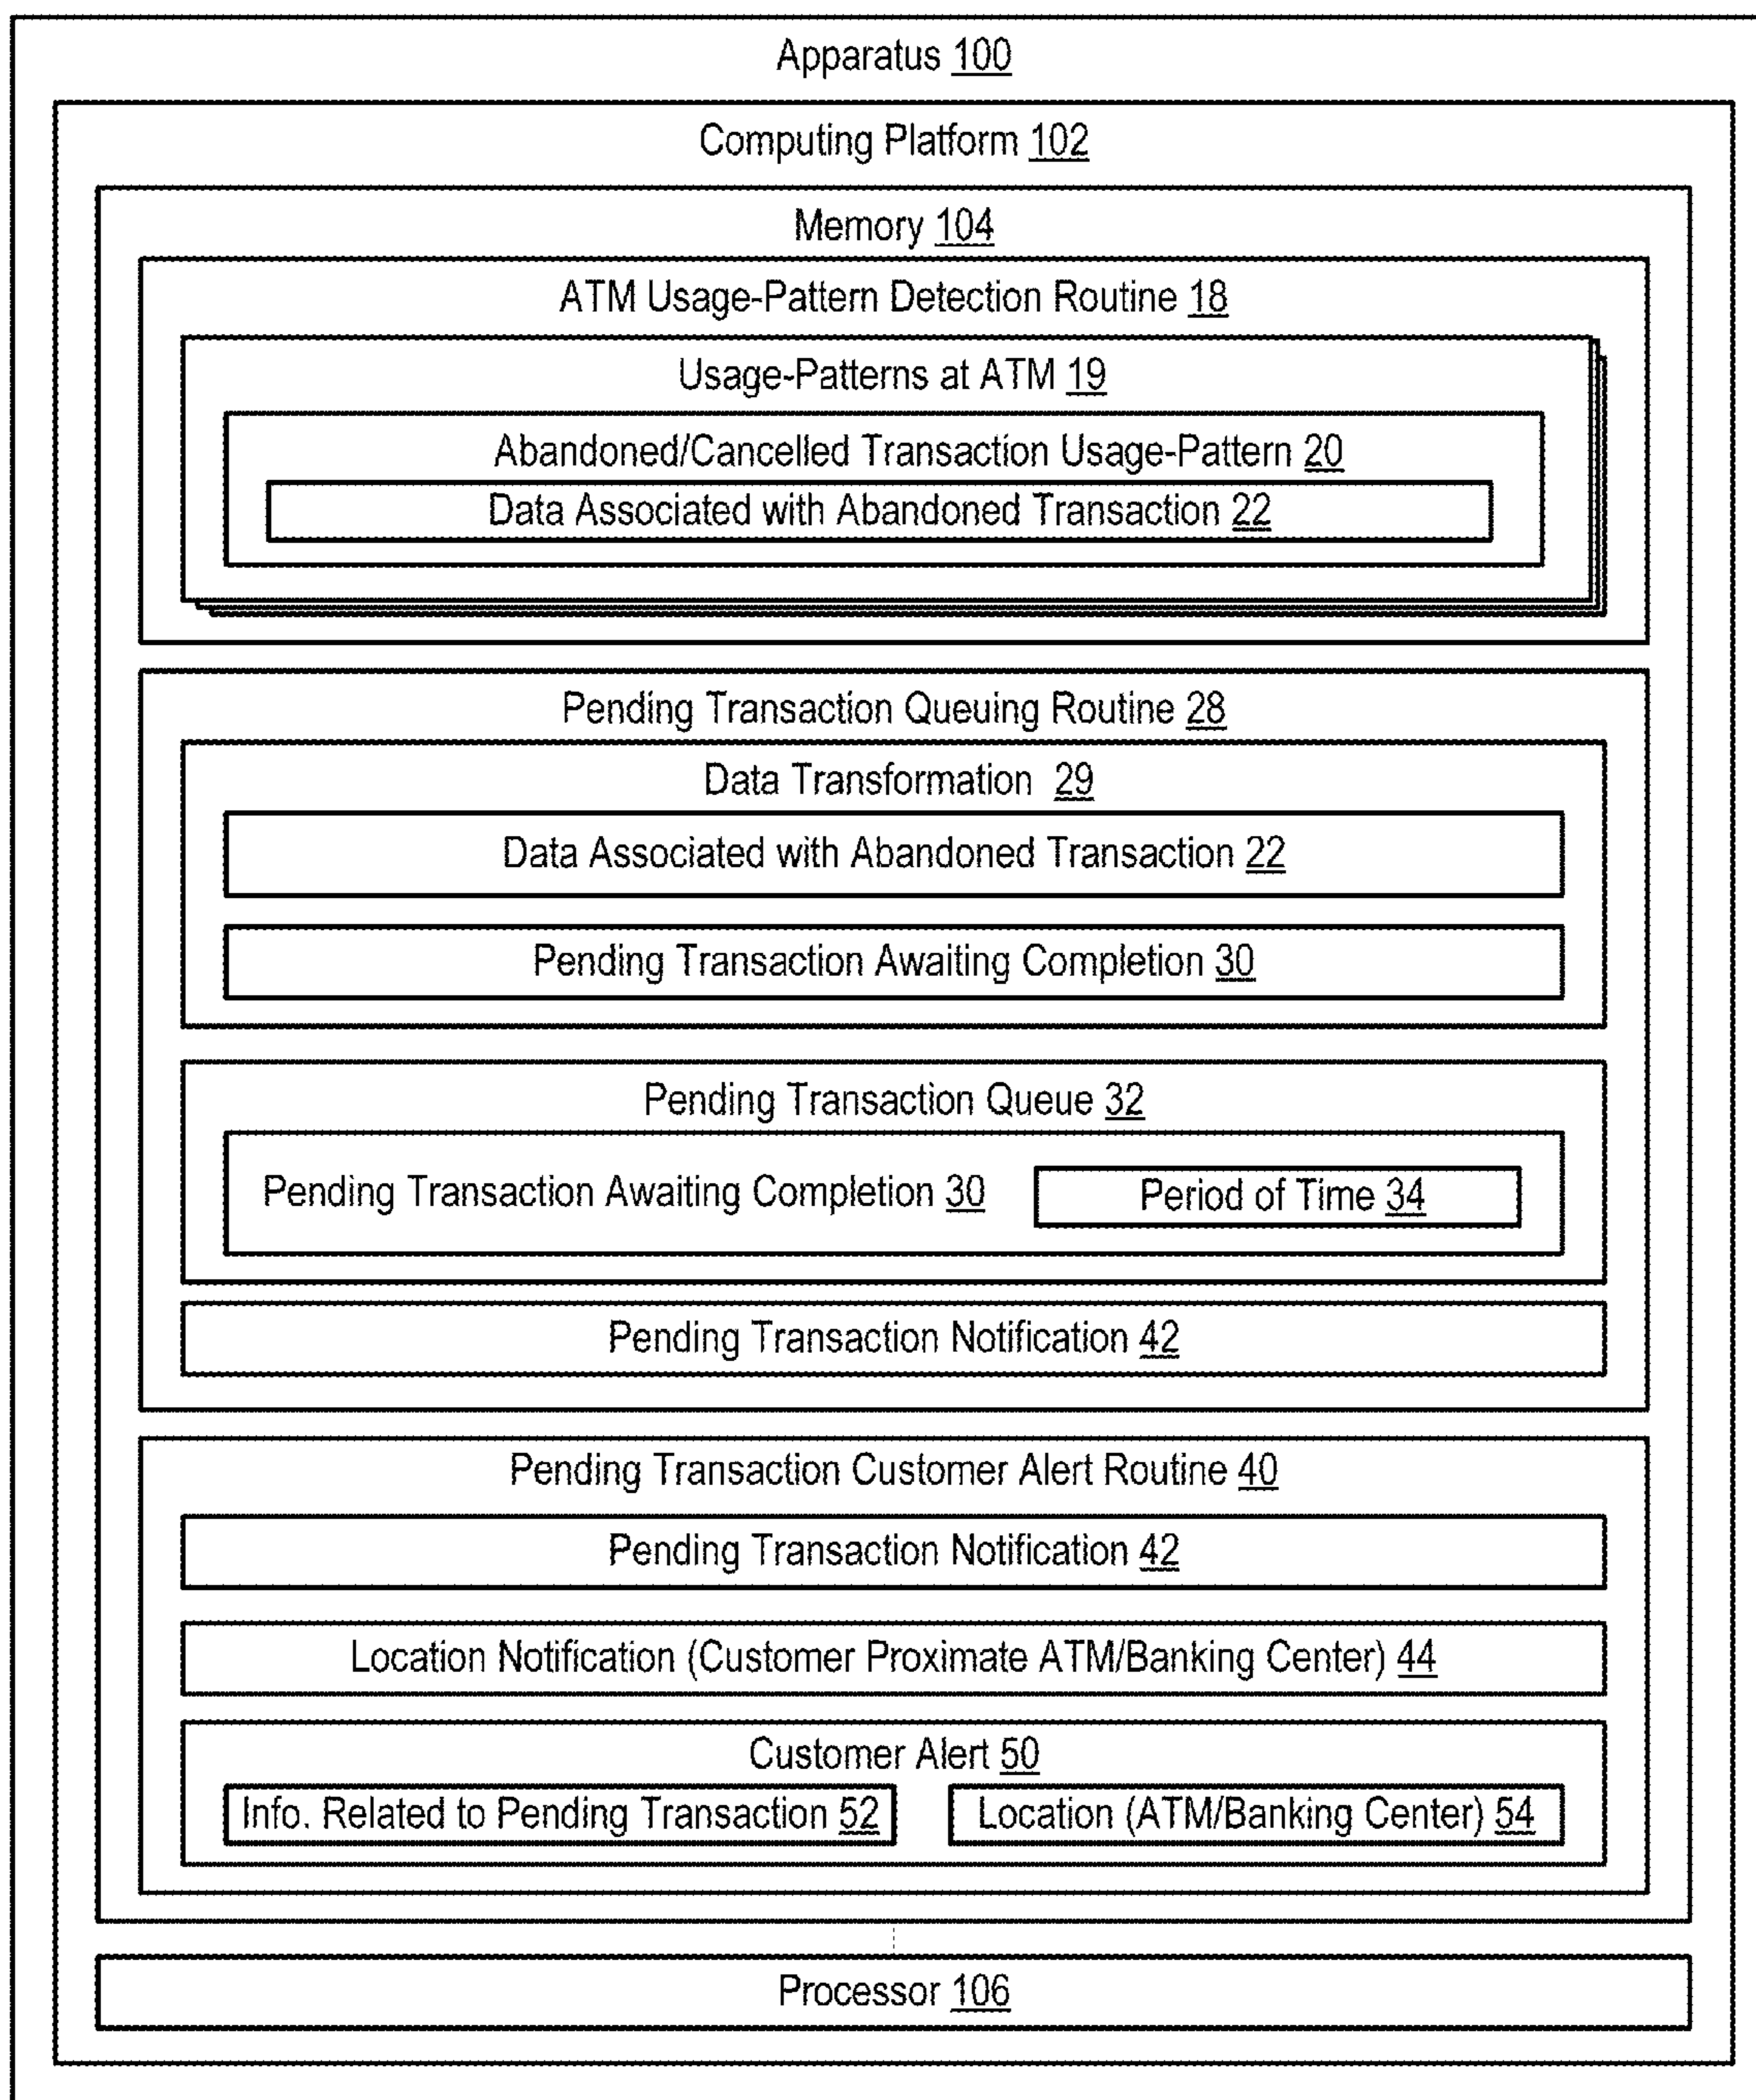 Apparatus 100
Computing Platform 102
Memory 104
ATM Usage-Pattern Detection Routine 18
Usage-Patterns at ATM 19
Abandoned/Cancelled Transaction Usage-Pattern 20
Data Associated with Abandoned Transaction 22
Pending Transaction Queuing Routine 28
Data Transformation 29
Data Associated with Abandoned Transaction 22
Pending Transaction Awaiting Completion 30
Pending Transaction Queue 32
Pending Transaction Awaiting Completion 30 Period of Time 34
Pending Transaction Notification 42
Pending Transaction Customer Alert Routine 40
Pending Transaction Notification 42
Location Notification (Customer Proximate ATM/Banking Center) 44
Customer Alert 50
Info. Related to Pending Transaction 52 Location (ATM/Banking Center) 54
Processor 106